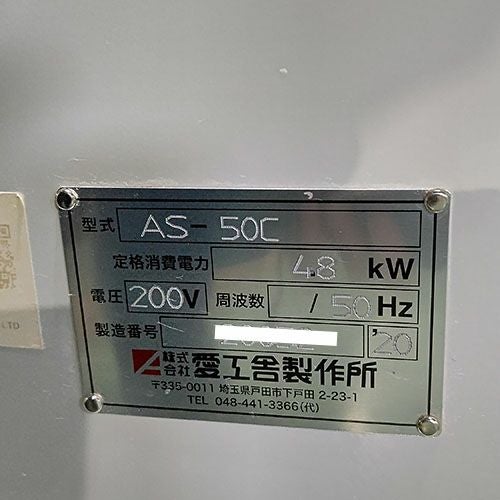 型式 AS-50C
定格消費電力 4.8 kW
電圧 200V 周波数 / 50 Hz
製造番号 '20
株式会社 愛工舎製作所
〒335-0011 埼玉県戸田市下戸田 2-23-1
TEL 048-441-3366(代)
LTD